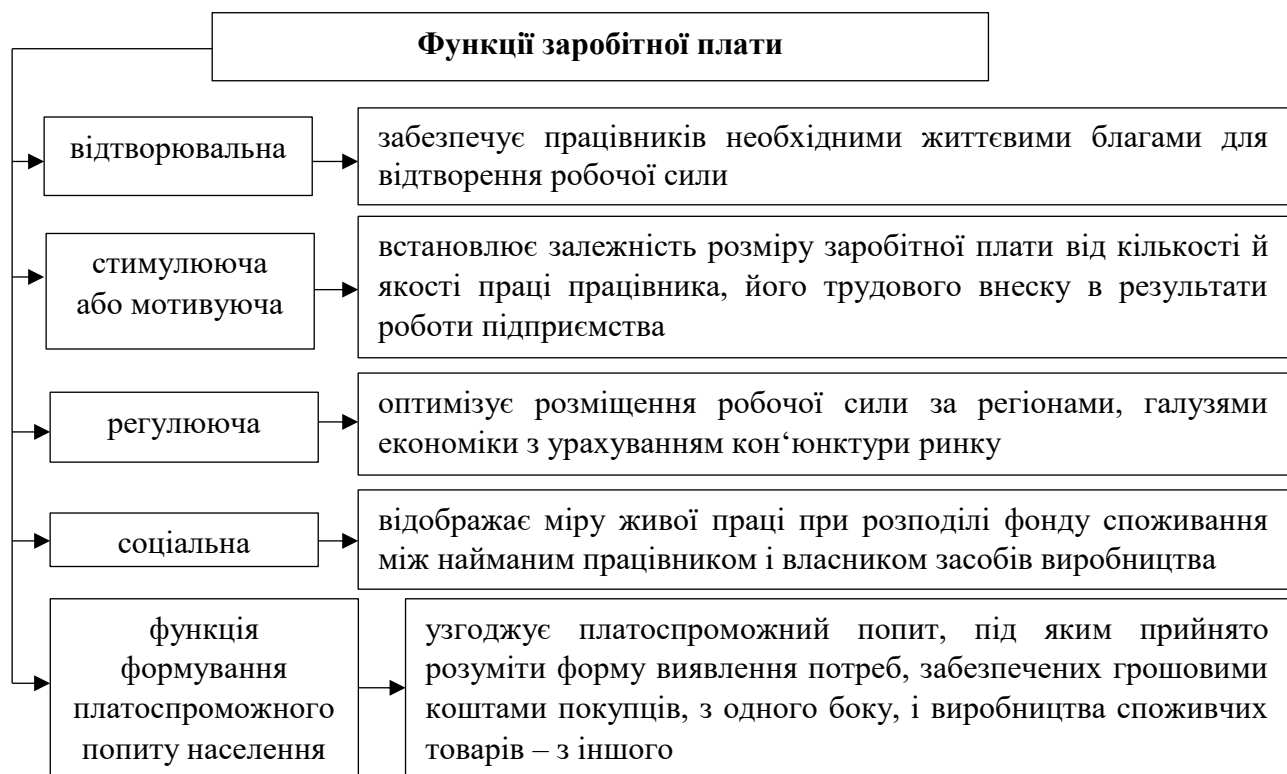 Функції заробітної плати
відтворювальна
забезпечує працівників необхідними життєвими благами для
відтворення робочої сили
стимулююча
або мотивуюча
встановлює залежність розміру заробітної плати від кількості й
якості праці працівника, його трудового внеску в результати
роботи підприємства
регулююча
оптимізує розміщення робочої сили за регіонами, галузями
економіки з урахуванням кон‘юнктури ринку
соціальна
відображає міру живої праці при розподілі фонду споживання
між найманим працівником і власником засобів виробництва
функція
формування
платоспроможного
попиту населення
узгоджує платоспроможний попит, під яким прийнято
розуміти форму виявлення потреб, забезпечених грошовими
коштами покупців, з одного боку, і виробництва споживчих
товарів – з іншого